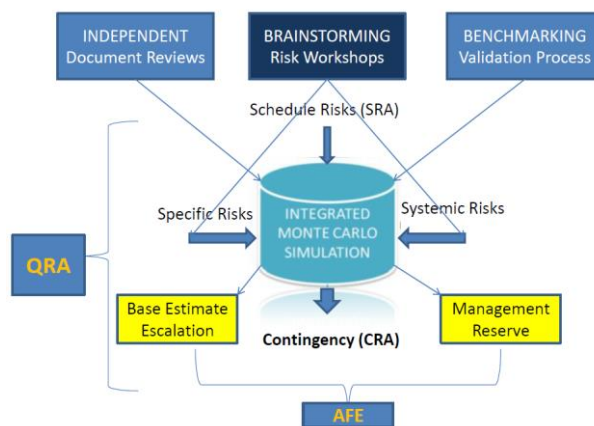 INDEPENDENT
Document Reviews
BRAINSTORMING
Risk Workshops
BENCHMARKING
Validation Process
Schedule Risks (SRA)
Specific Risks
INTEGRATED
MONTE CARLO
SIMULATION
Systemic Risks
QRA
Base Estimate
Escalation
Management
Reserve
Contingency (CRA)
AFE